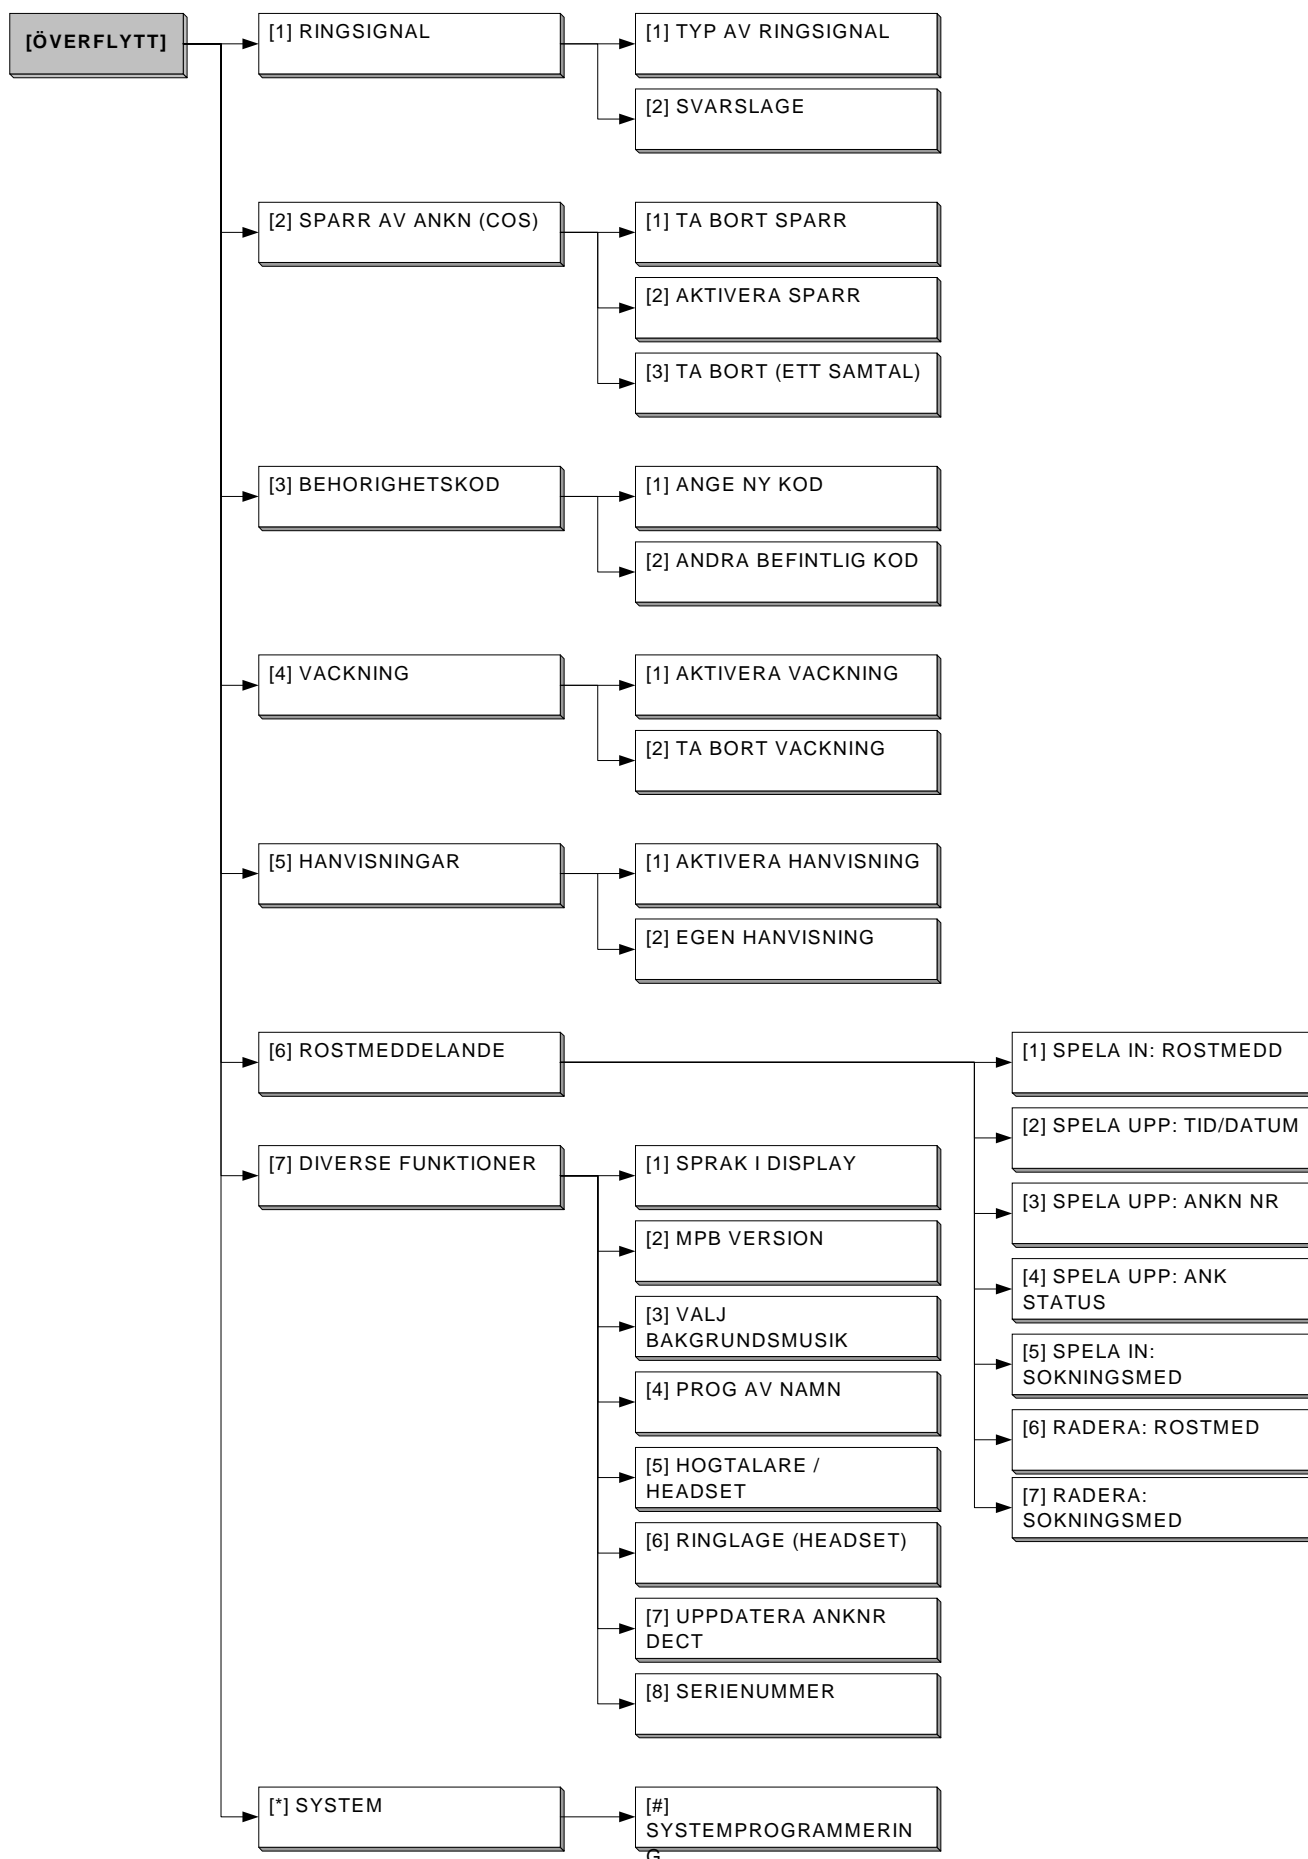 [ÖVERFLYTT]
[1] RINGSIGNAL
[1] TYP AV RINGSIGNAL
[2] SVARSLAGE
[2] SPARR AV ANKN (COS)
[1] TA BORT SPARR
[2] AKTIVERA SPARR
[3] TA BORT (ETT SAMTAL)
[3] BEHORIGHETSKOD
[1] ANGE NY KOD
[2] ANDRA BEFINTLIG KOD
[4] VACKNING
[1] AKTIVERA VACKNING
[2] TA BORT VACKNING
[5] HANVISNINGAR
[1] AKTIVERA HANVISNING
[2] EGEN HANVISNING
[6] ROSTMEDDELANDE
[1] SPELA IN: ROSTMEDD
[2] SPELA UPP: TID/DATUM
[3] SPELA UPP: ANKN NR
[4] SPELA UPP: ANK
STATUS
[5] SPELA IN:
SOKNINGSMED
[6] RADERA: ROSTMED
[7] RADERA:
SOKNINGSMED
[7] DIVERSE FUNKTIONER
[1] SPRAK I DISPLAY
[2] MPB VERSION
[3] VALJ
BAKGRUNDSMUSIK
[4] PROG AV NAMN
[5] HOGTALARE /
HEADSET
[6] RINGLAGE (HEADSET)
[7] UPPDATERA ANKNR
DECT
[8] SERIENUMMER
[*] SYSTEM
[#]
SYSTEMPROGRAMMERIN
G